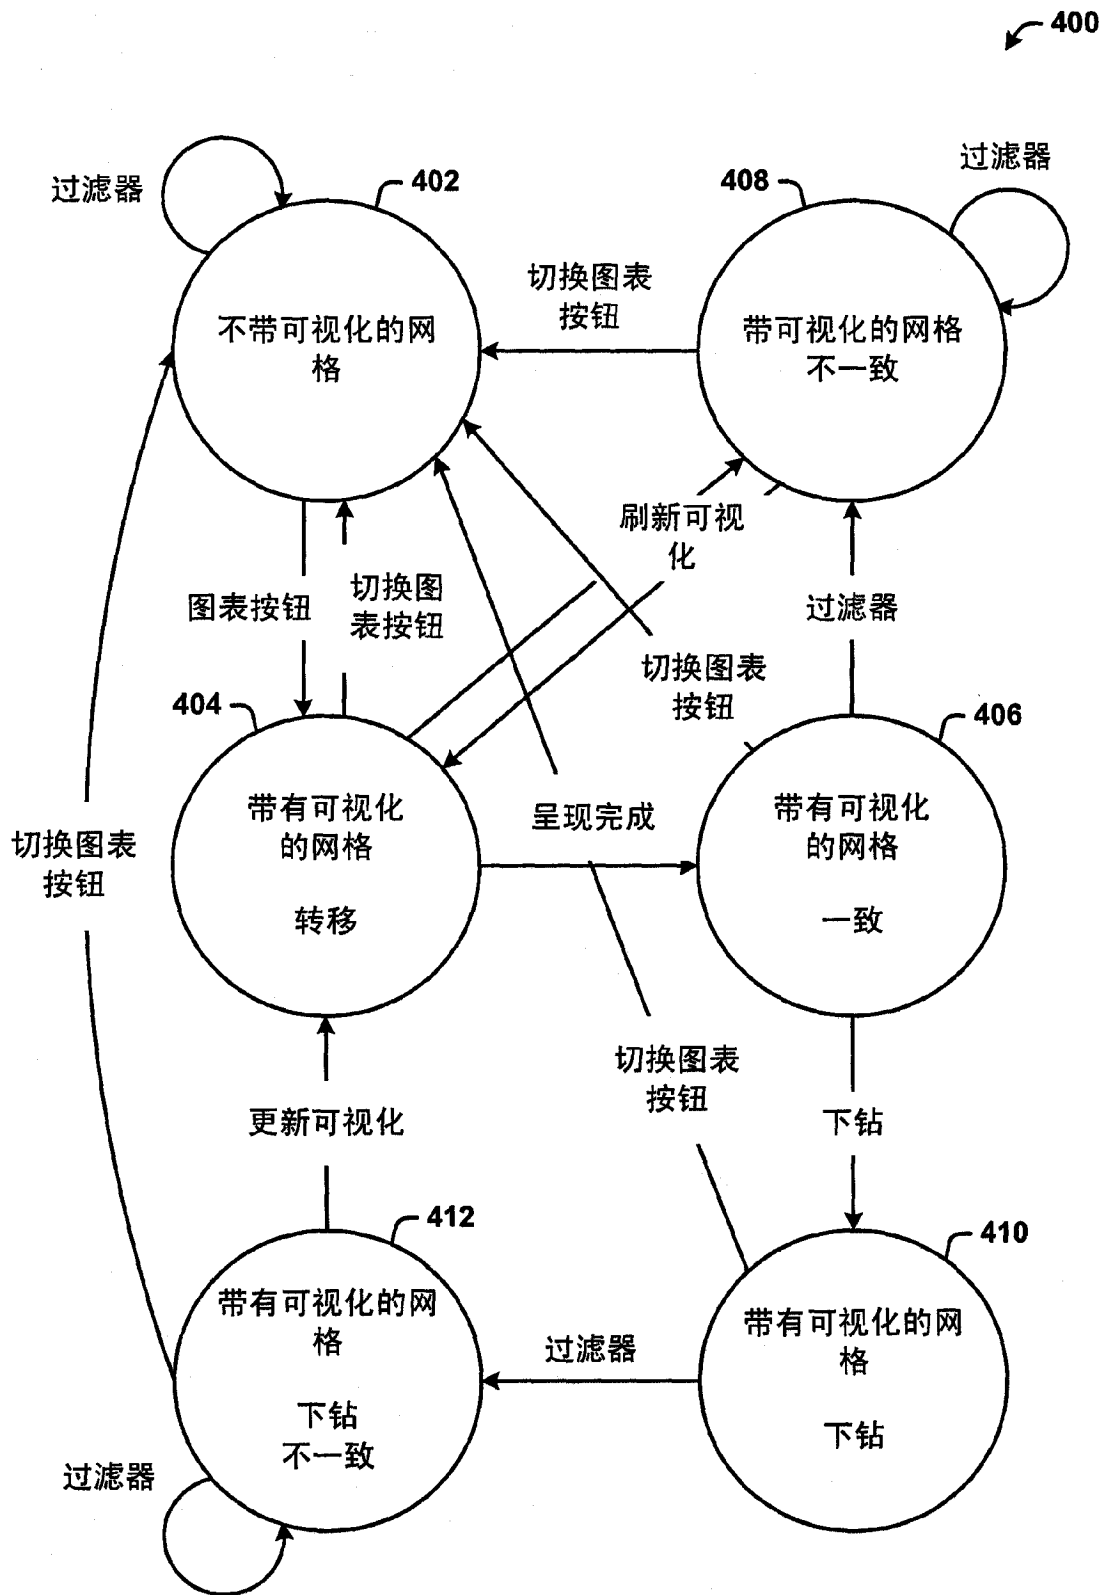 400
过滤器
402
不带可视化的网
格
切换图表
按钮
408
过滤器
带可视化的网格
不一致
图表按钮
切换图
表按钮
刷新可视
化
切换图表
按钮
过滤器
404
带有可视化
的网格
转移
呈现完成
406
带有可视化
的网格
一致
切换图表
按钮
更新可视化
切换图表
按钮
下钻
412
带有可视化的网
格
下钻
不一致
过滤器
过滤器
410
带有可视化的网
格
下钻